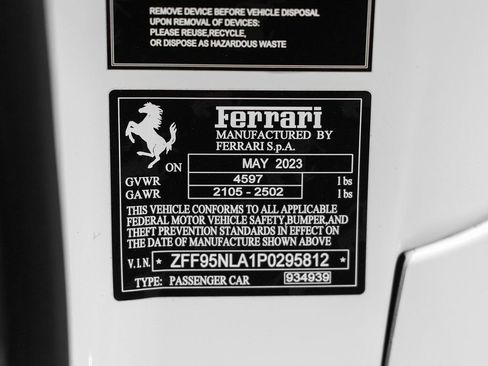 REMOVE DEVICE BEFORE VEHICLE DISPOSAL
UPON REMOVAL OF DEVICES:
PLEASE REUSE,RECYCLE,
OR DISPOSE AS HAZARDOUS WASTE
Ferrari
MANUFACTURED BY
FERRARI S.p.A.
ON MAY 2023
GVWR 4597 lbs
GAWR 2105 - 2502 lbs
THIS VEHICLE CONFORMS TO ALL APPLICABLE
FEDERAL MOTOR VEHICLE SAFETY,BUMPER,AND
THEFT PREVENTION STANDARDS IN EFFECT ON
THE DATE OF MANUFACTURE SHOWN ABOVE
V.I.N. * ZFF95NLA1P0295812 *
TYPE: PASSENGER CAR 934939